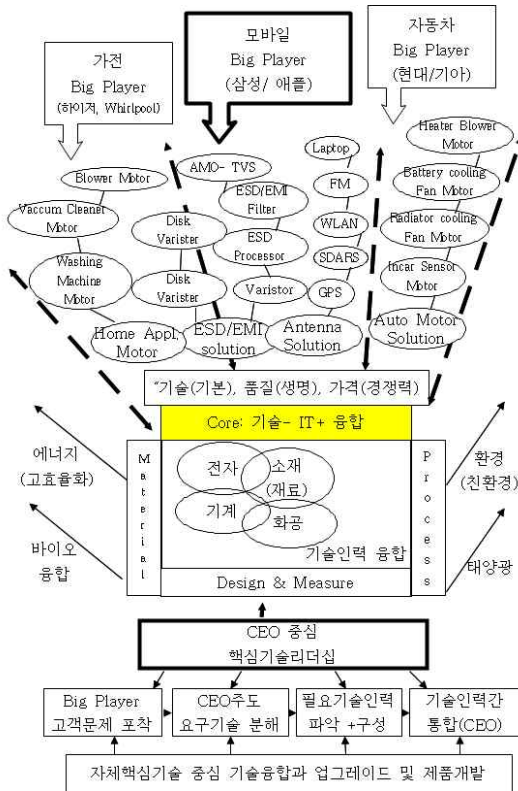 가전
Big Player
(하이저, Whirlpool)
모바일
Big Player
(삼성/ 애플)
자동차
Big Player
(현대/기아)
Blower Motor
Vaccum Cleaner
Motor
Washing
Machine
Motor
Home Appl,
Motor
AMO- TVS
Disk
Varister
Disk
Varister
ESD/EMI
Filter
ESD
Processor
Varistor
ESD/EMI
solution
Laptop
FM
WLAN
SDARS
GPS
Antenna
Solution
Heater Blower
Motor
Battery cooling
Fan Motor
Radiator cooling
Fan Motor
Incar Sensor
Motor
Auto Motor
Solution
"기술(기본), 품질(생명), 가격(경쟁력)
Core: 기술- IT+ 융합
에너지
(고효율화)
바이오
융합
Material
전자
소재
(재료)
기계
화공
기술인력 융합
Design & Measure
Process
환경
(친환경)
태양광
CEO 중심
핵심기술리더십
Big Player
고객문제 포착
CEO주도
요구기술 분해
필요기술인력
파악 +구성
기술인력간
통합(CEO)
자체핵심기술 중심 기술융합과 업그레이드 및 제품개발